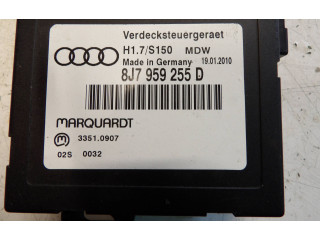 Verdecksteuergeraet
H1.7/S150 MDW
Made in Germany 19.01.2010
8J7 959 255 D
MARQUARDT
3351.0907
02S 0032